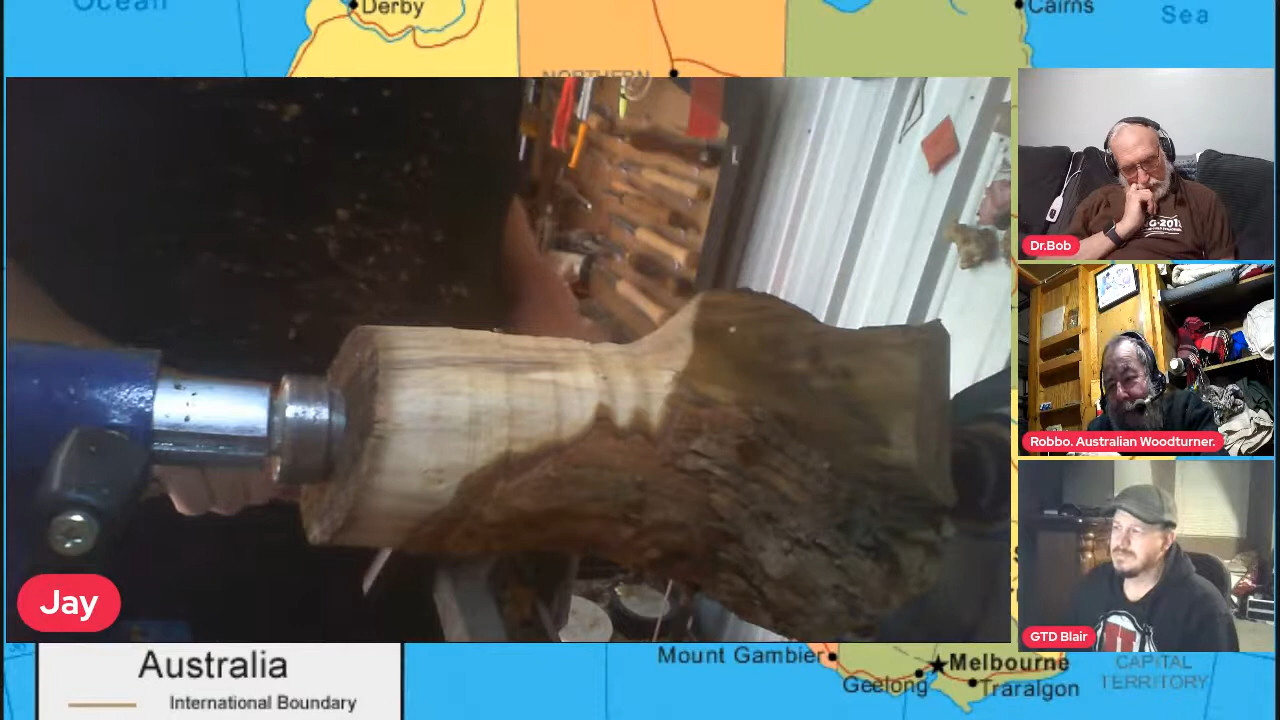 Ocean
Derby
Cairns
Sea
NORTHERN
Dr.Bob
Robbo. Australian Woodturner.
Jay
GTD Blair
Australia
International Boundary
Mount Gambier
Geelong
Melbourne
Traralgon
CAPITAL
TERRITORY